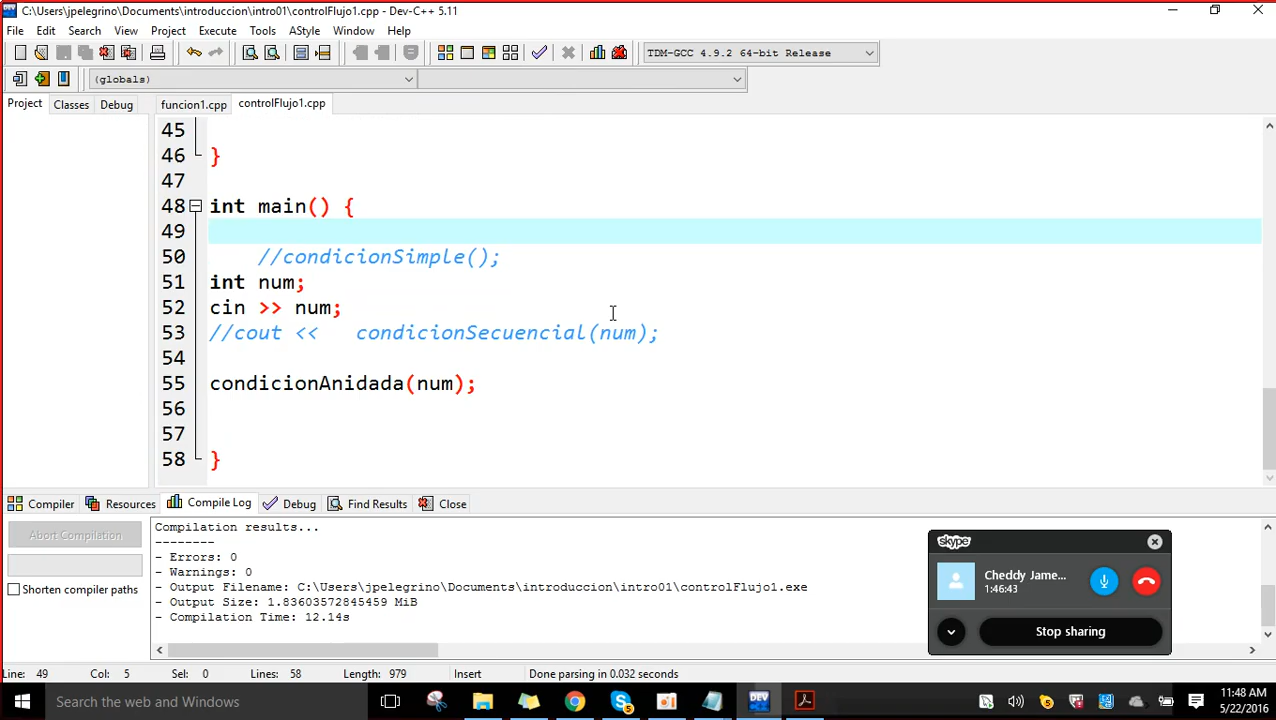 C:\Users\jpelegrino\Documents\introduccion\intro01\controlFlujo1.cpp - Dev-C++ 5.11
File Edit Search View Project Execute Tools AStyle Window Help
TDM-GCC 4.9.2 64-bit Release
(globals)
Project Classes Debug funcion1.cpp controlFlujo1.cpp
45
46 }
47
48 int main() {
49
50 //condicionSimple();
51 int num;
52 cin >> num;
53 //cout << condicionSecuencial(num);
54
55 condicionAnidada(num);
56
57
58 }
Compiler Resources Compile Log Debug Find Results Close
Abort Compilation
Shorten compiler paths
Compilation results...
--------
- Errors: 0
- Warnings: 0
- Output Filename: C:\Users\jpelegrino\Documents\introduccion\intro01\controlFlujo1.exe
- Output Size: 1.83603572845459 MiB
- Compilation Time: 12.14s
skype
Cheddy Jame...
1:46:43
Stop sharing
Line: 49 Col: 5 Sel: 0 Lines: 58 Length: 979 Insert Done parsing in 0.032 seconds
Search the web and Windows
11:48 AM
5/22/2016